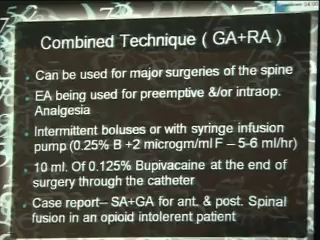 Combined Technique ( GA+RA )
Can be used for major surgeries of the spine
EA being used for preemptive &/or intraop.
Analgesia
Intermittent boluses or with syringe infusion
pump (0.25% B +2 microgm/ml F – 5-6 ml/hr)
10 ml. Of 0.125% Bupivacaine at the end of
surgery through the catheter
Case report– SA+GA for ant. & post. Spinal
fusion in an opioid intolerent patient